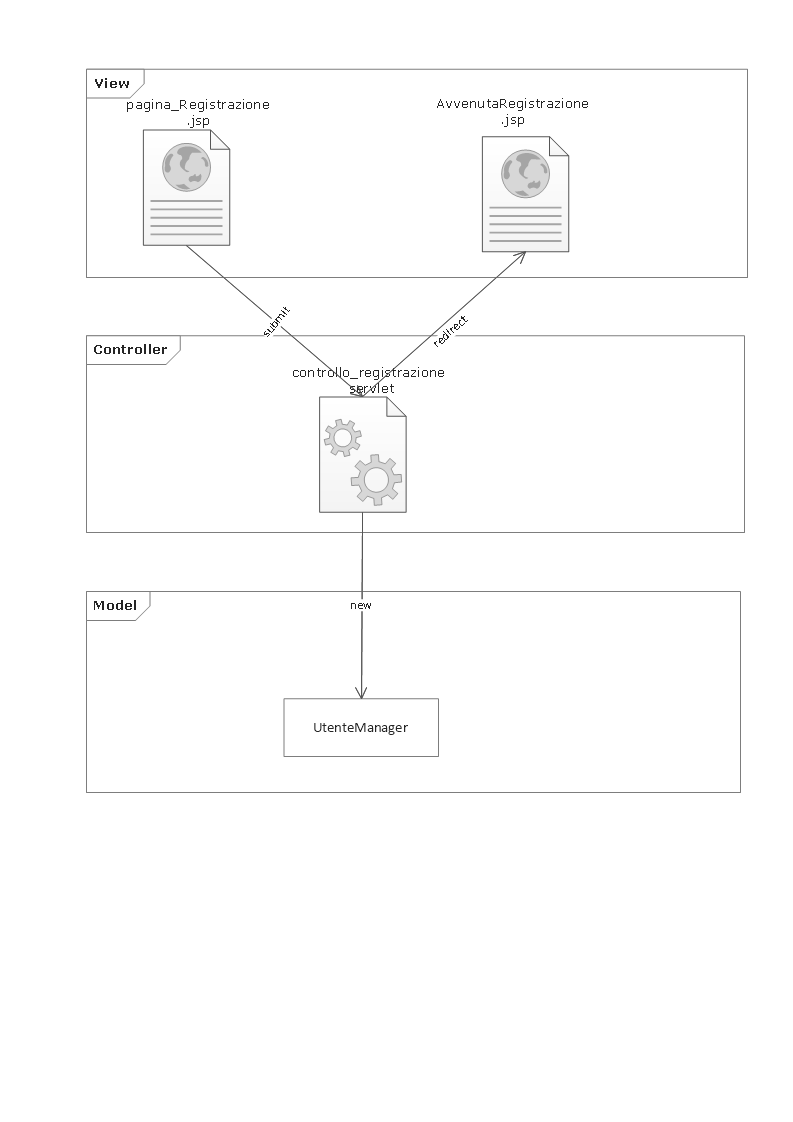 View
pagina_Registrazione
.jsp
AvvenutaRegistrazione
.jsp
submit
redirect
Controller
controllo_registrazione
servlet
new
Model
UtenteManager